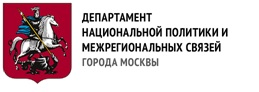 ДЕПАРТАМЕНТ
НАЦИОНАЛЬНОЙ ПОЛИТИКИ И
МЕЖРЕГИОНАЛЬНЫХ СВЯЗЕЙ
ГОРОДА МОСКВЫ